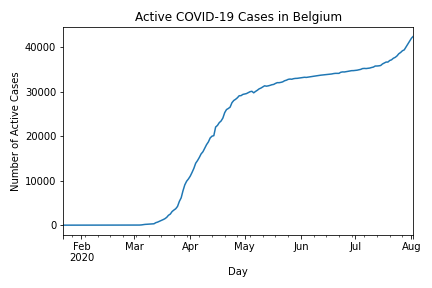 Active COVID-19 Cases in Belgium
Number of Active Cases
40000
30000
20000
10000
0
Feb Mar Apr May Jun Jul Aug
2020
Day